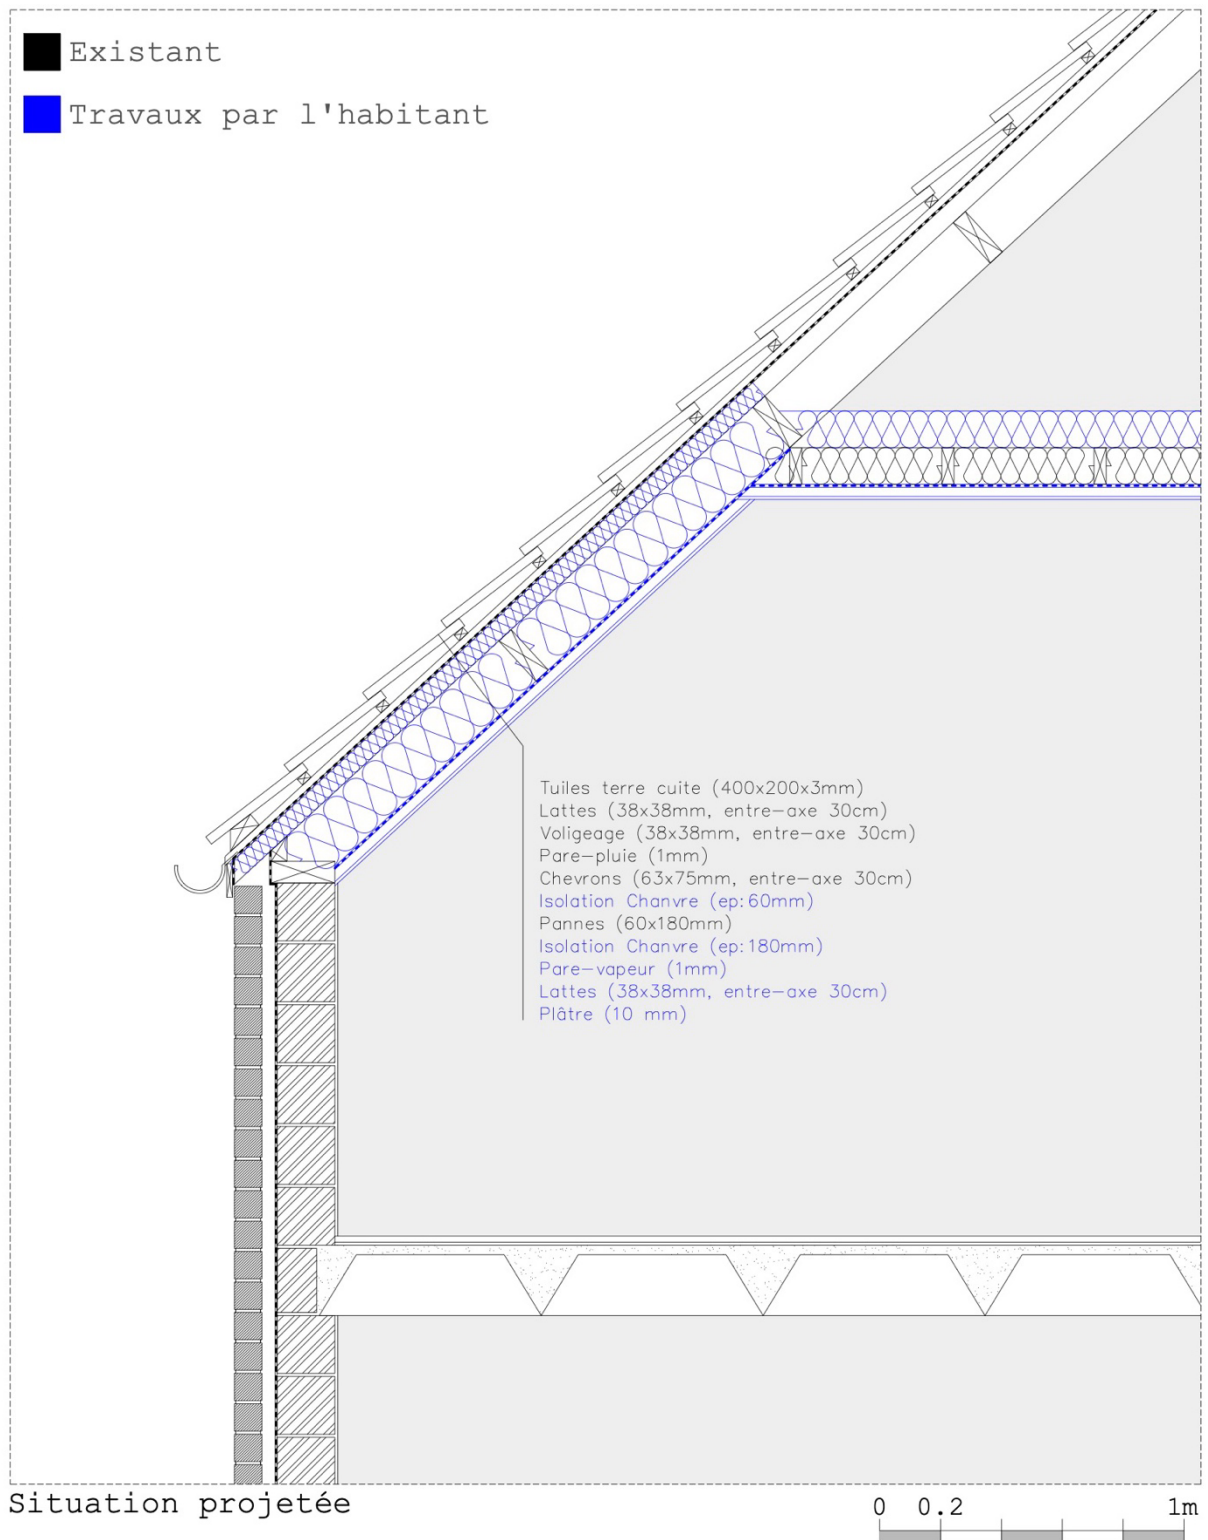 Existant
Travaux par l'habitant
Tuiles terre cuite (400x200x3mm)
Lattes (38x38mm, entre-axe 30cm)
Voligeage (38x38mm, entre-axe 30cm)
Pare-pluie (1mm)
Chevrons (63x75mm, entre-axe 30cm)
Isolation Chanvre (ep:60mm)
Pannes (60x180mm)
Isolation Chanvre (ep:180mm)
Pare-vapeur (1mm)
Lattes (38x38mm, entre-axe 30cm)
Plâtre (10 mm)
Situation projetée
0 0.2 1m